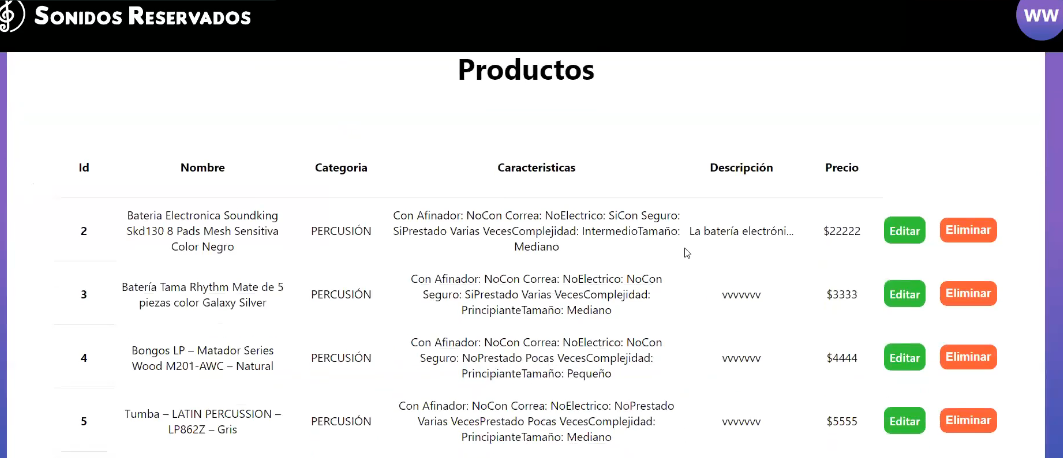 SONIDOS RESERVADOS
WW
Productos
Id Nombre Categoria Caracteristicas Descripción Precio
Bateria Electronica Soundking Con Afinador: NoCon Correa: NoElectrico: SiCon Seguro:
2 Skd130 8 Pads Mesh Sensitiva PERCUSIÓN SiPrestado Varias VecesComplejidad: IntermedioTamaño: La batería electróni... $22222 Editar Eliminar
Color Negro Mediano
Con Afinador: NoCon Correa: NoElectrico: NoCon
3 Batería Tama Rhythm Mate de 5 PERCUSIÓN Seguro: SiPrestado Varias VecesComplejidad: vvvvvvv $3333 Editar Eliminar
piezas color Galaxy Silver PrincipianteTamaño: Mediano
Con Afinador: NoCon Correa: NoElectrico: NoCon
4 Bongos LP – Matador Series PERCUSIÓN Seguro: NoPrestado Pocas VecesComplejidad: vvvvvvv $4444 Editar Eliminar
Wood M201-AWC – Natural PrincipianteTamaño: Pequeño
Con Afinador: NoCon Correa: NoElectrico: NoPrestado
5 Tumba – LATIN PERCUSSION – PERCUSIÓN Varias VecesPrestado Pocas VecesComplejidad: vvvvvvv $5555 Editar Eliminar
LP862Z – Gris PrincipianteTamaño: Mediano